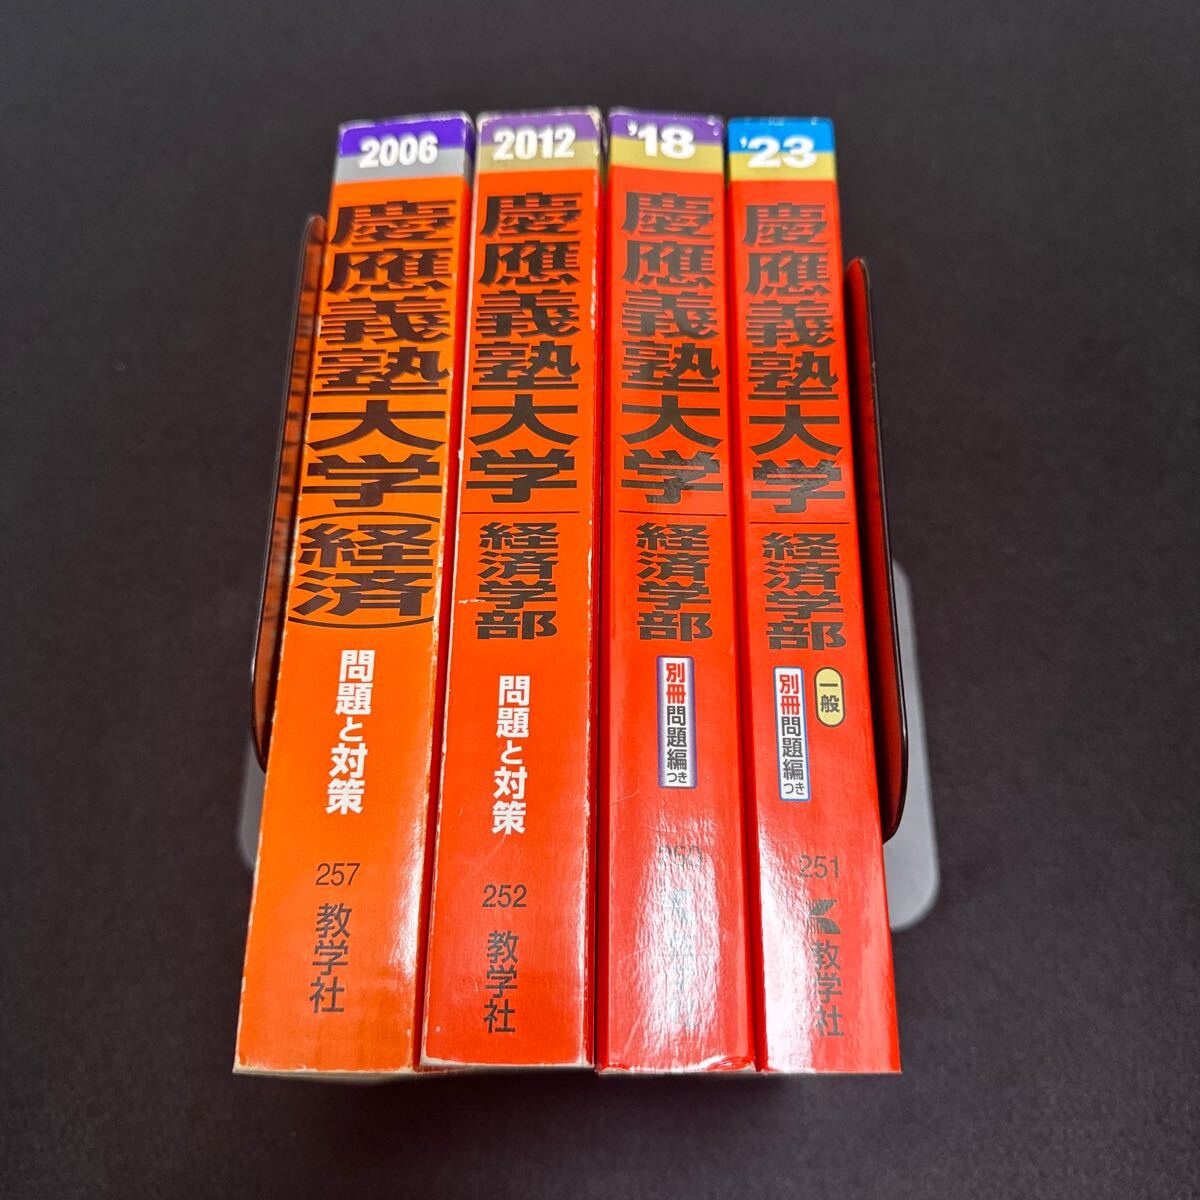 2006
慶應義塾大学(経済)
問題と対策
257
教学社
2012
慶應義塾大学
経済学部
問題と対策
252
教学社
'18
慶應義塾大学
経済学部
別冊問題編つき
'23
慶應義塾大学
経済学部
一般
別冊問題編つき
251
教学社